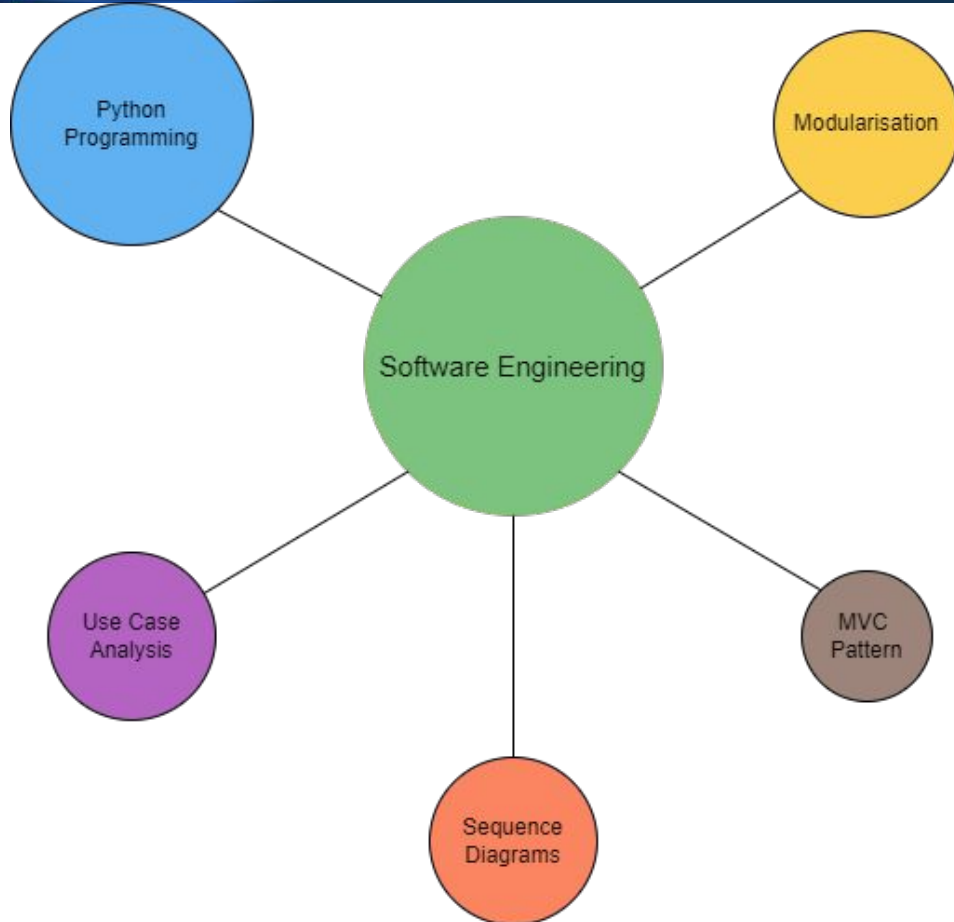 Python
Programming
Modularisation
Software Engineering
Use Case
Analysis
MVC
Pattern
Sequence
Diagrams